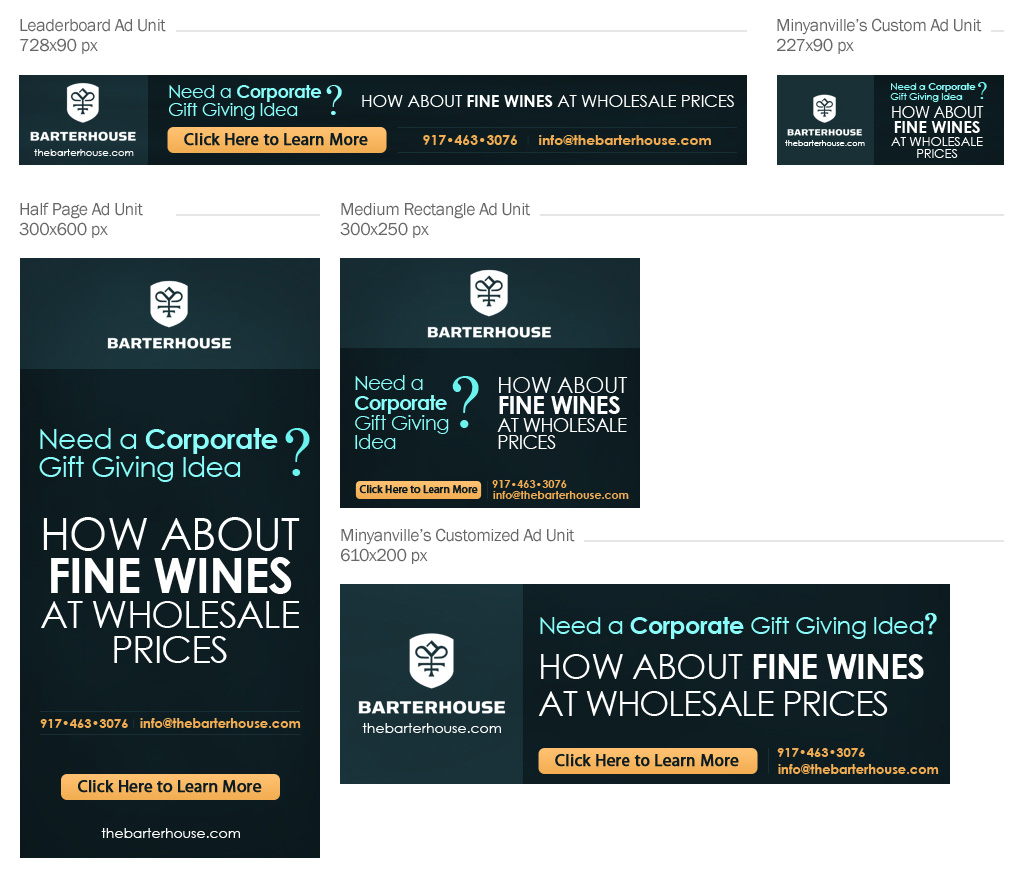 Leaderboard Ad Unit
728x90 px
BARTERHOUSE
thebarterhouse.com
Need a Corporate
Gift Giving Idea ?
HOW ABOUT FINE WINES AT WHOLESALE PRICES
Click Here to Learn More
917•463•3076
info@thebarterhouse.com
Minyanville’s Custom Ad Unit
227x90 px
BARTERHOUSE
thebarterhouse.com
Need a Corporate
Gift Giving Idea ?
HOW ABOUT
FINE WINES
AT WHOLESALE
PRICES
Half Page Ad Unit
300x600 px
BARTERHOUSE
Need a Corporate
Gift Giving Idea ?
HOW ABOUT
FINE WINES
AT WHOLESALE
PRICES
917•463•3076 info@thebarterhouse.com
Click Here to Learn More
thebarterhouse.com
Medium Rectangle Ad Unit
300x250 px
BARTERHOUSE
Need a
Corporate
Gift Giving
Idea ?
HOW ABOUT
FINE WINES
AT WHOLESALE
PRICES
Click Here to Learn More
917•463•3076
info@thebarterhouse.com
Minyanville’s Customized Ad Unit
610x200 px
BARTERHOUSE
thebarterhouse.com
Need a Corporate Gift Giving Idea?
HOW ABOUT FINE WINES
AT WHOLESALE PRICES
Click Here to Learn More
917•463•3076
info@thebarterhouse.com